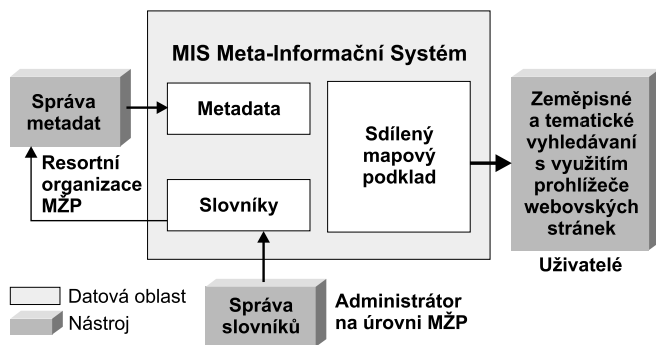 MIS Meta-Informační Systém
Správa
metadat
Metadata
Sdílený
mapový
podklad
Zeměpisné
a tematické
vyhledávaní
s využitím
prohlížeče
webovských
stránek
Resortní
organizace
MŽP
Slovníky
Uživatelé
Datová oblast
Nástroj
Správa
slovníků
Administrátor
na úrovni MŽP